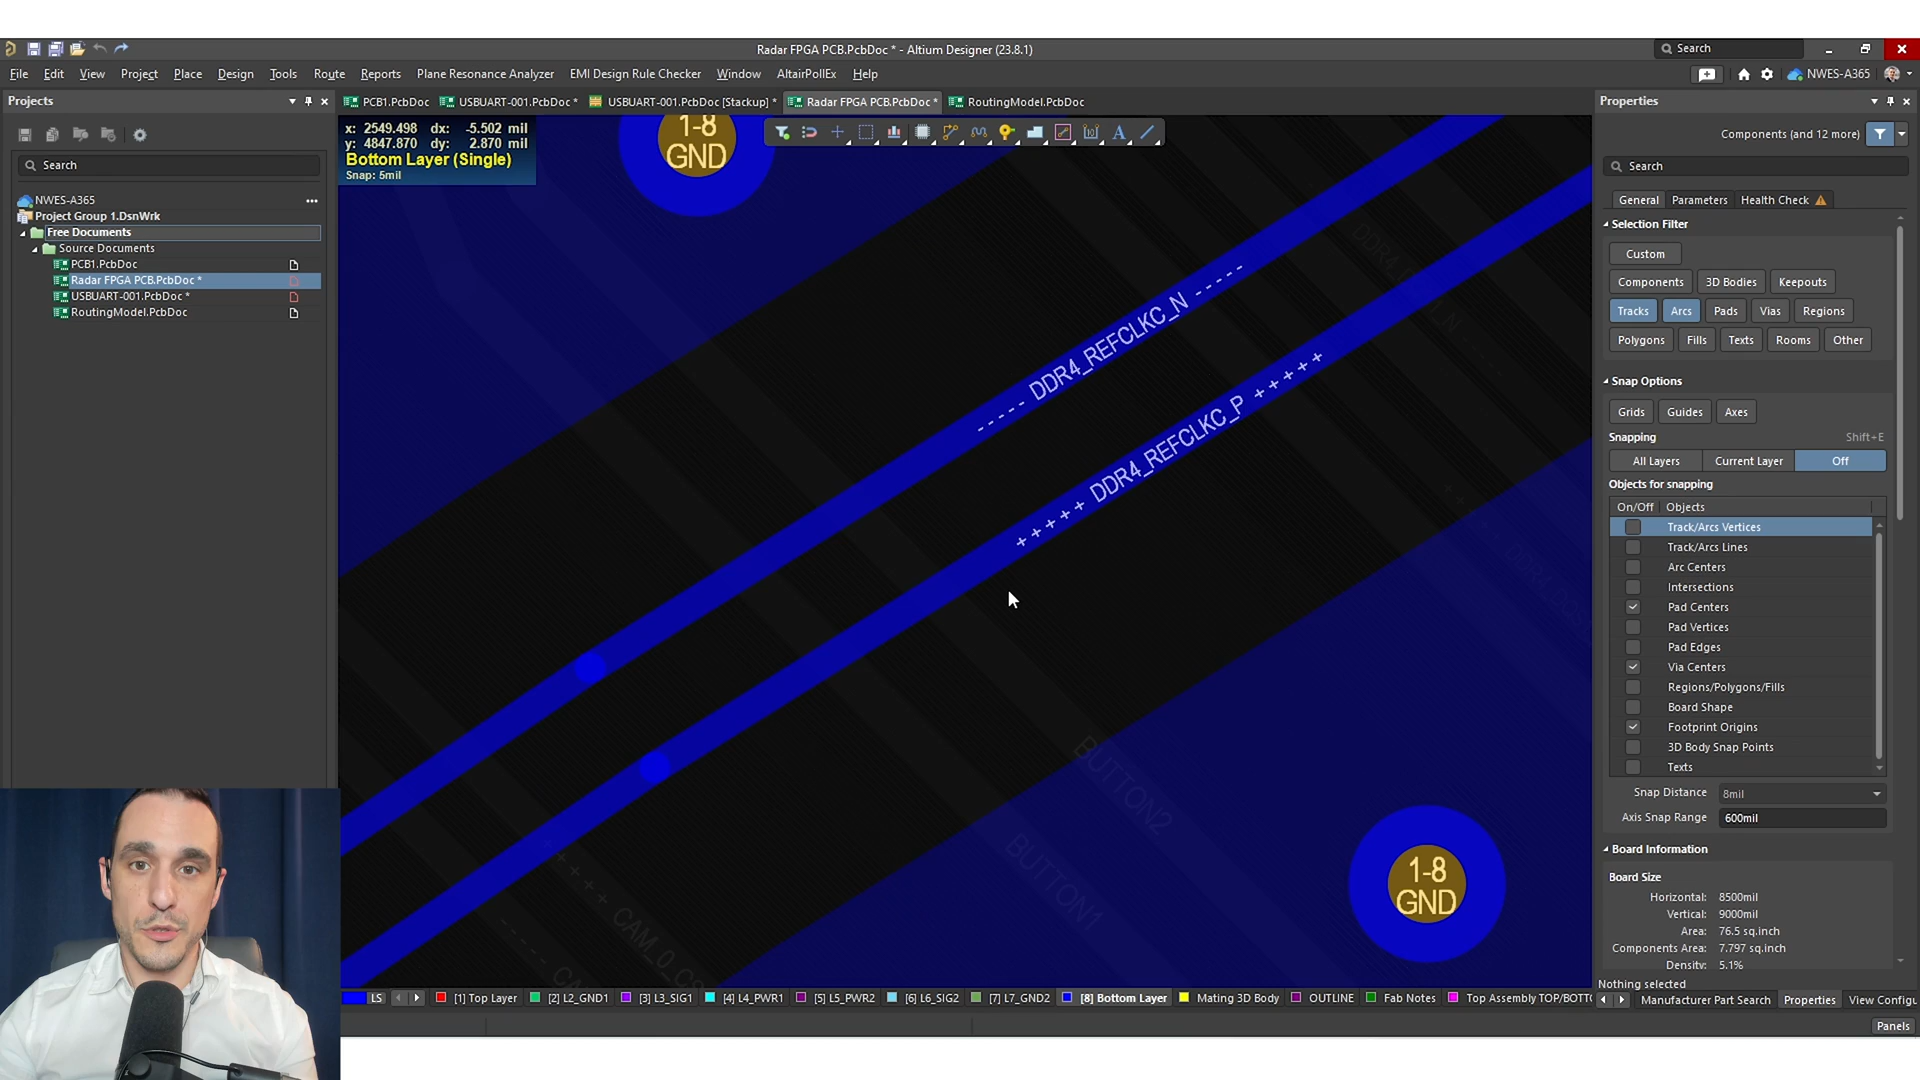 Radar FPGA PCB.PcbDoc * - Altium Designer (23.8.1)
Search
File Edit View Project Place Design Tools Route Reports Plane Resonance Analyzer EMI Design Rule Checker Window AltairPollEx Help
NWES-A365
Projects
PCB1.PcbDoc
USBUART-001.PcbDoc *
USBUART-001.PcbDoc [Stackup] *
Radar FPGA PCB.PcbDoc *
RoutingModel.PcbDoc
Properties
Search
NWES-A365
Project Group 1.DsnWrk
Free Documents
Source Documents
PCB1.PcbDoc
Radar FPGA PCB.PcbDoc *
USBUART-001.PcbDoc *
RoutingModel.PcbDoc
x: 2549.498 dx: -5.502 mil
y: 4847.870 dy: 2.870 mil
Bottom Layer (Single)
Snap: 5mil
1-8
GND
----- DDR4_REFCLKC_N -----
+++++ DDR4_REFCLKC_P +++++
BUTTON2
BUTTON1
+++++ CAM_0_CS
1-8
GND
Components (and 12 more)
Search
General Parameters Health Check
Selection Filter
Custom
Components 3D Bodies Keepouts
Tracks Arcs Pads Vias Regions
Polygons Fills Texts Rooms Other
Snap Options
Grids Guides Axes
Snapping Shift+E
All Layers Current Layer Off
Objects for snapping
On/Off Objects
Track/Arcs Vertices
Track/Arcs Lines
Arc Centers
Intersections
Pad Centers
Pad Vertices
Pad Edges
Via Centers
Regions/Polygons/Fills
Board Shape
Footprint Origins
3D Body Snap Points
Texts
Snap Distance 8mil
Axis Snap Range 600mil
Board Information
Board Size
Horizontal: 8500mil
Vertical: 9000mil
Area: 76.5 sq.inch
Components Area: 7.797 sq.inch
Density: 5.1%
Nothing selected
LS [1] Top Layer [2] L2_GND1 [3] L3_SIG1 [4] L4_PWR1 [5] L5_PWR2 [6] L6_SIG2 [7] L7_GND2 [8] Bottom Layer Mating 3D Body OUTLINE Fab Notes Top Assembly TOP/BOTT
Manufacturer Part Search Properties View Configu
Panels